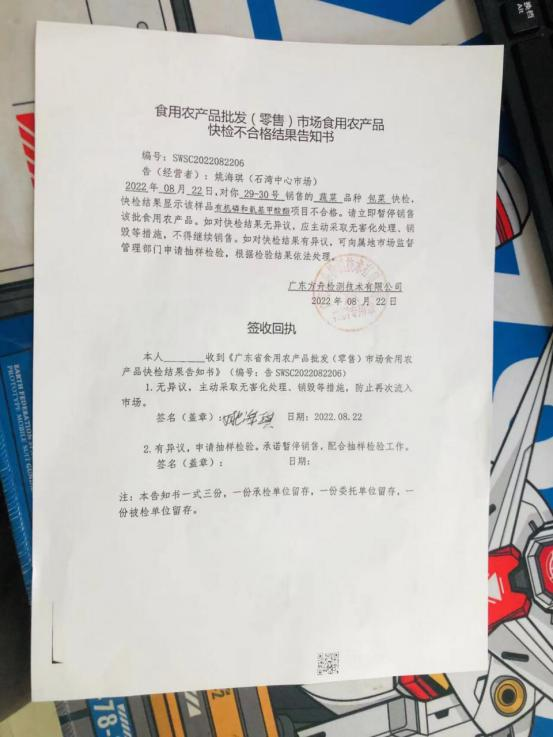 食用农产品批发（零售）市场食用农产品
快检不合格结果告知书
编号：SWSC2022082206
告（经营者）：姚海琪（石湾中心市场）
2022年 08月 22日，对你 29-30号 销售的 蔬菜 品种 包菜 快检，
快检结果显示该样品有机磷和氨基甲酸酯项目不合格。请立即暂停销售
该批食用农产品。如对快检结果无异议，应主动采取无害化处理、销
毁等措施，不得继续销售。如对快检结果有异议，可向属地市场监督
管理部门申请抽样检验，根据检验结果依法处理。
广东方舟检测技术有限公司
2022年 08月 22日
签收回执
本人______收到《广东省食用农产品批发（零售）市场食用农
产品快检结果告知书》（编号：告SWSC2022082206）
1.无异议，主动采取无害化处理、销毁等措施，防止再次流入
市场。
签名（盖章）：姚海琪 日期：2022.08.22
2.有异议，申请抽样检验。承诺暂停销售，配合抽样检验工作。
签名（盖章）： 日期：
注：本告知书一式三份，一份承检单位留存，一份委托单位留存，一
份被检单位留存。
EARTH FEDERATION
PROTOTYPE MOBILE SUIT
78-
换档
Alt